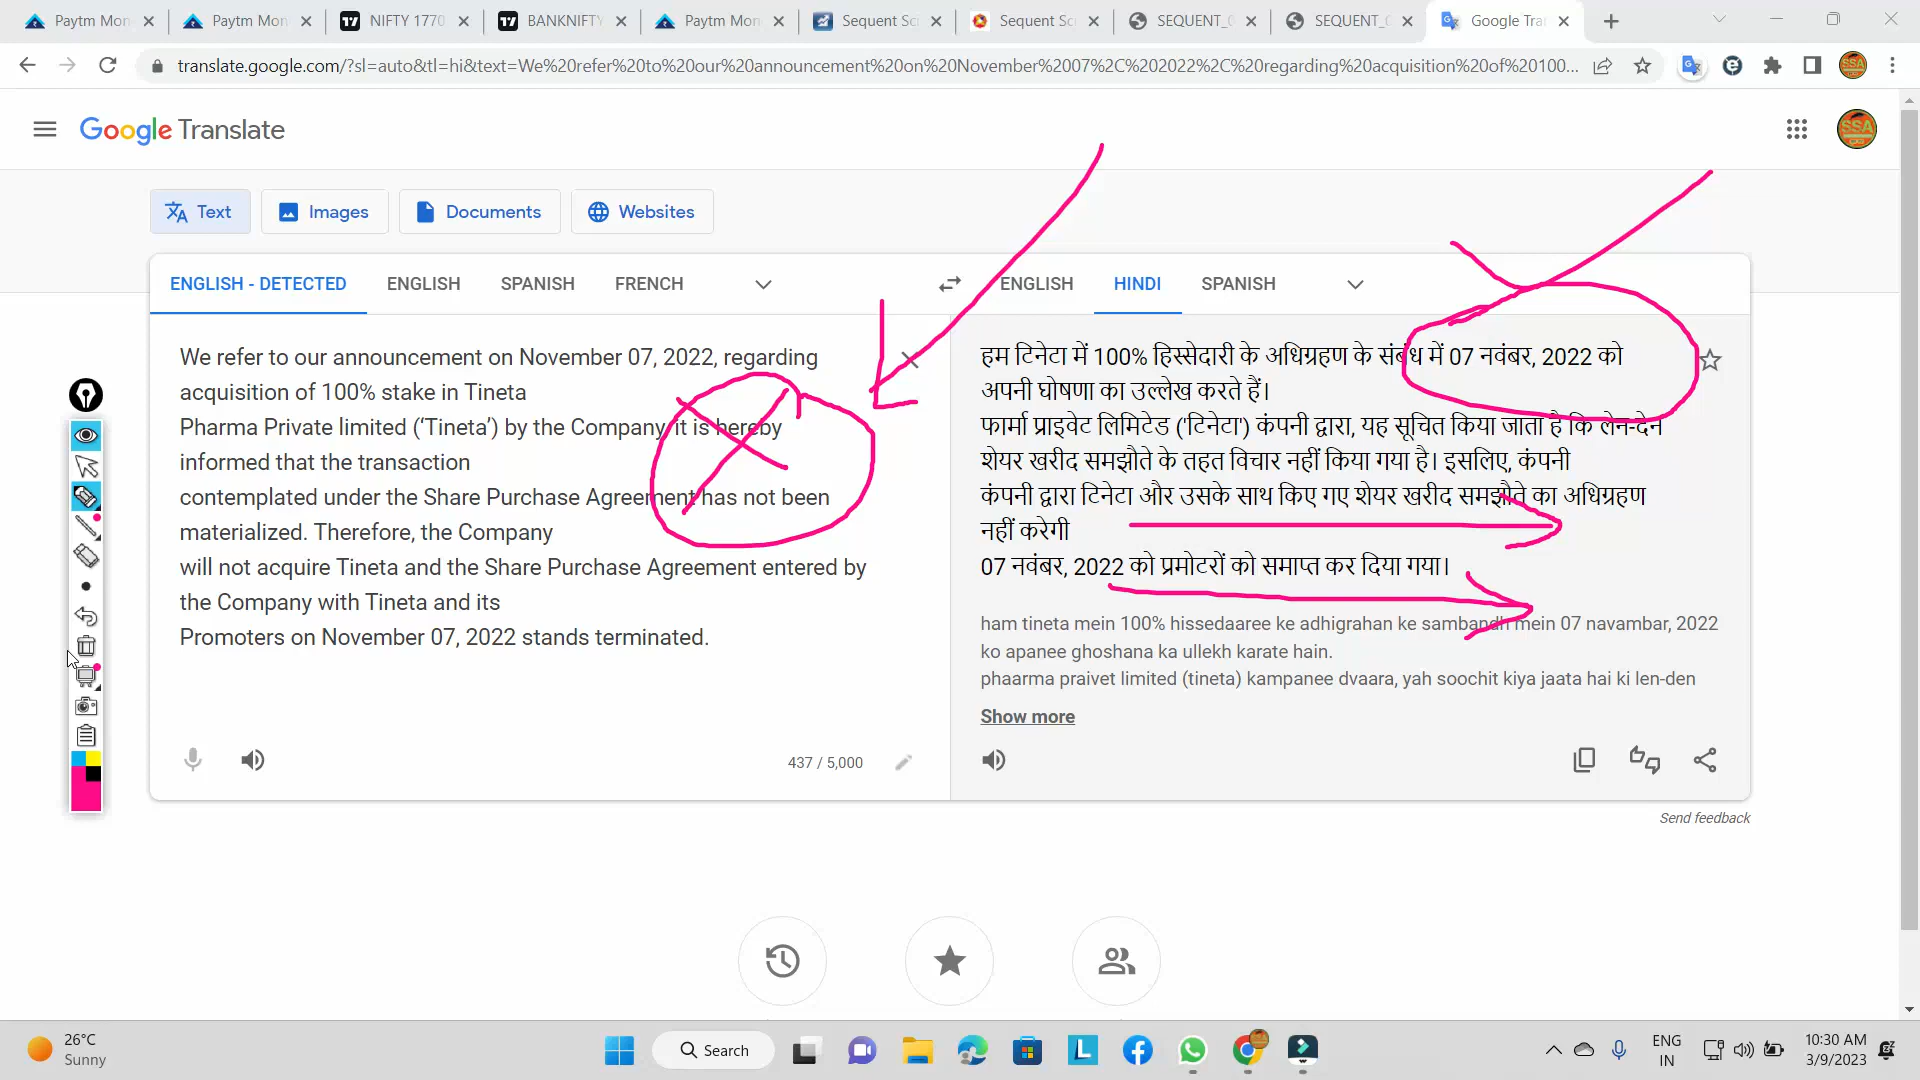 Paytm Mon
Paytm Mon
NIFTY 1770
BANKNIFTY
Paytm Mon
Sequent Sc
Sequent Sc
SEQUENT_
SEQUENT_
Google Tra
translate.google.com/?sl=auto&tl=hi&text=We%20refer%20to%20our%20announcement%20on%20November%2007%2C%202022%2C%20regarding%20acquisition%20of%20100...
Google Translate
SSA
Text
Images
Documents
Websites
ENGLISH - DETECTED
ENGLISH
SPANISH
FRENCH
ENGLISH
HINDI
SPANISH
We refer to our announcement on November 07, 2022, regarding
acquisition of 100% stake in Tineta
Pharma Private limited (‘Tineta’) by the Company, it is hereby
informed that the transaction
contemplated under the Share Purchase Agreement has not been
materialized. Therefore, the Company
will not acquire Tineta and the Share Purchase Agreement entered by
the Company with Tineta and its
Promoters on November 07, 2022 stands terminated.
437 / 5,000
हम टिनेटा में 100% हिस्सेदारी के अधिग्रहण के संबंध में 07 नवंबर, 2022 को
अपनी घोषणा का उल्लेख करते हैं।
फार्मा प्राइवेट लिमिटेड ('टिनेटा') कंपनी द्वारा, यह सूचित किया जाता है कि लेन-देन
शेयर खरीद समझौते के तहत विचार नहीं किया गया है। इसलिए, कंपनी
कंपनी द्वारा टिनेटा और उसके साथ किए गए शेयर खरीद समझौते का अधिग्रहण
नहीं करेगी
07 नवंबर, 2022 को प्रमोटरों को समाप्त कर दिया गया।
ham tineta mein 100% hissedaaree ke adhigrahan ke sambandh mein 07 navambar, 2022
ko apanee ghoshana ka ullekh karate hain.
phaarma praivet limited (tineta) kampanee dvaara, yah soochit kiya jaata hai ki len-den
Show more
Send feedback
26°C
Sunny
Search
ENG
IN
10:30 AM
3/9/2023